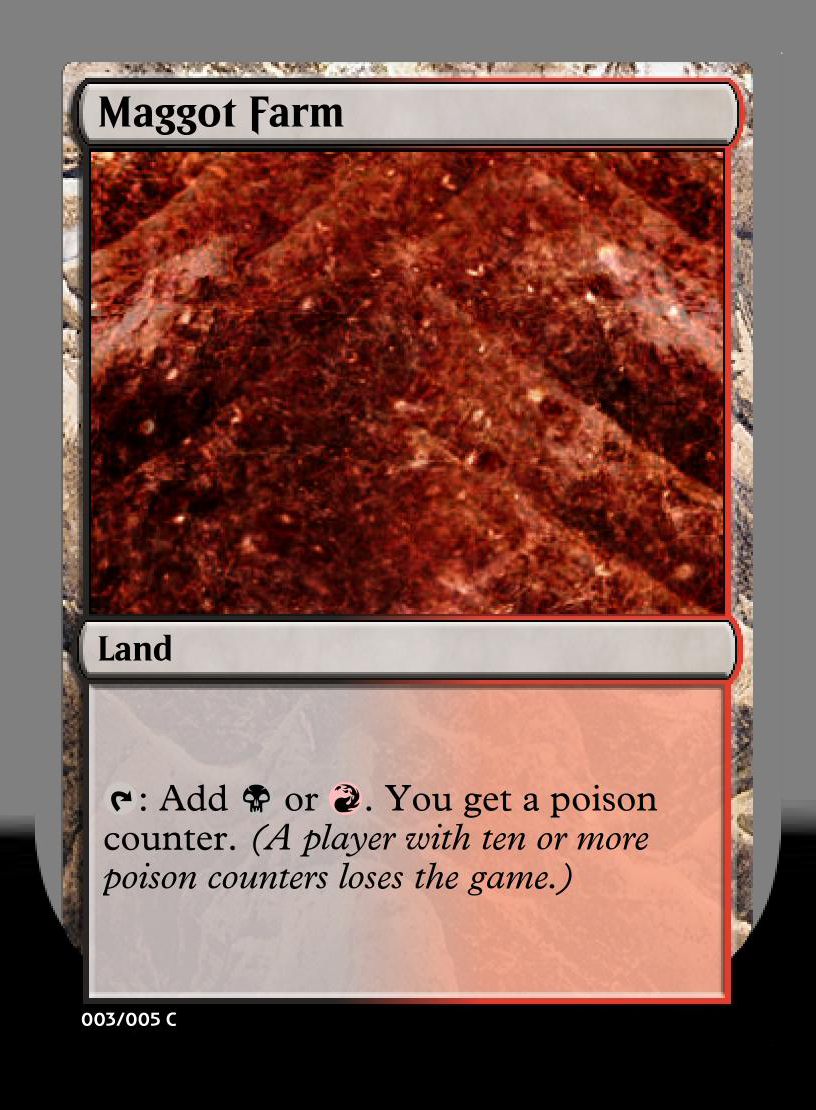 Maggot Farm
Land
: Add or . You get a poison
counter. (A player with ten or more
poison counters loses the game.)
003/005 C